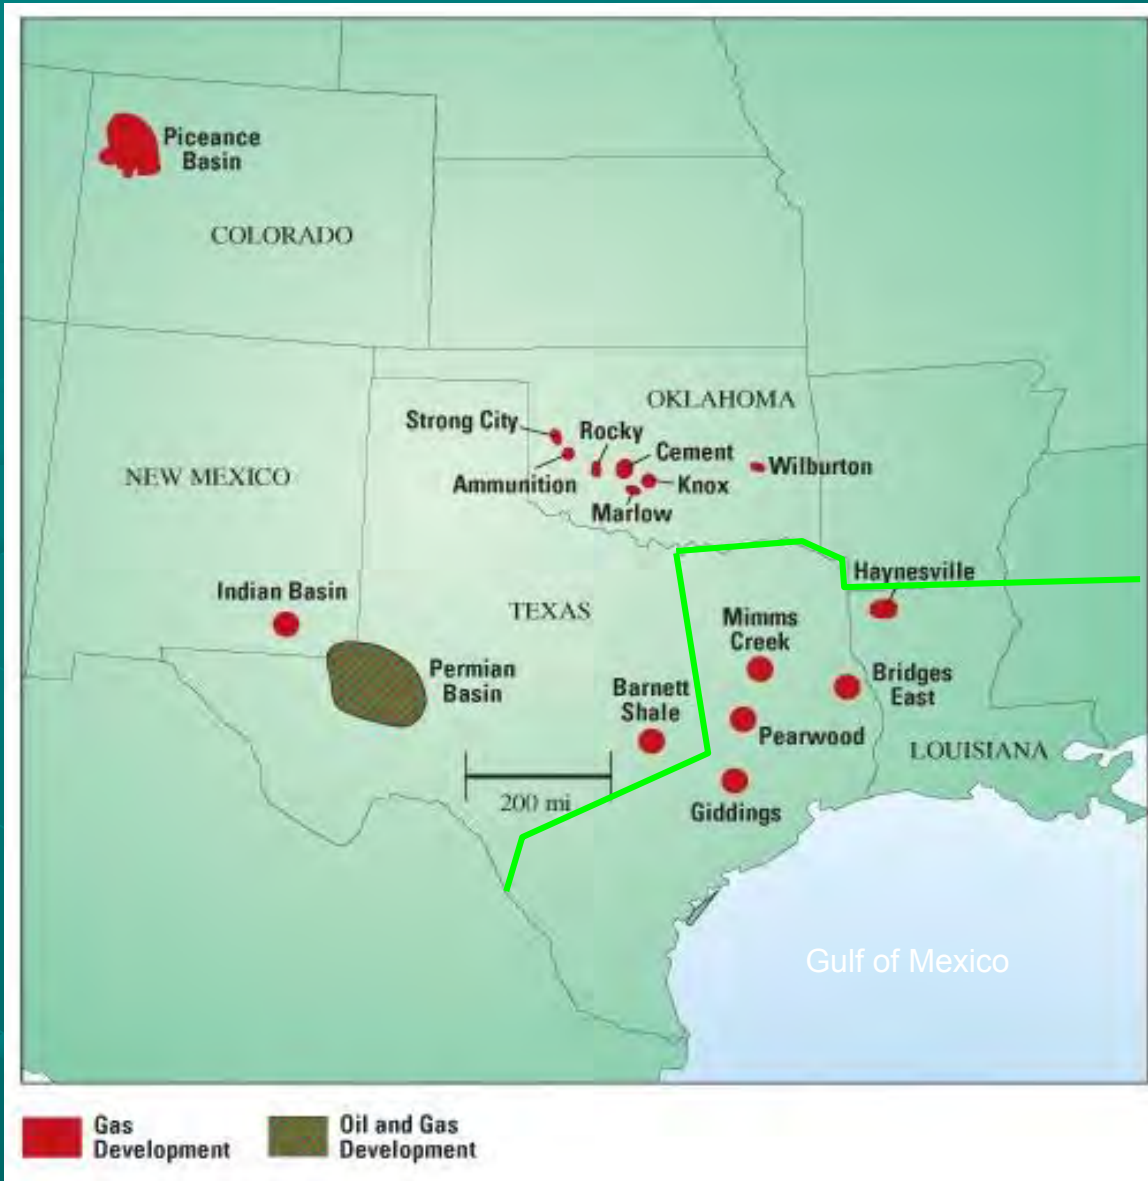 Piceance
Basin
COLORADO
OKLAHOMA
Strong City
Rocky
Cement
Wilburton
NEW MEXICO
Ammunition
Knox
Marlow
Haynesville
Indian Basin
TEXAS
Mimms
Creek
Permian
Basin
Barnett
Shale
Bridges
East
Pearwood
LOUISIANA
200 mi
Giddings
Gulf of Mexico
Gas
Development
Oil and Gas
Development